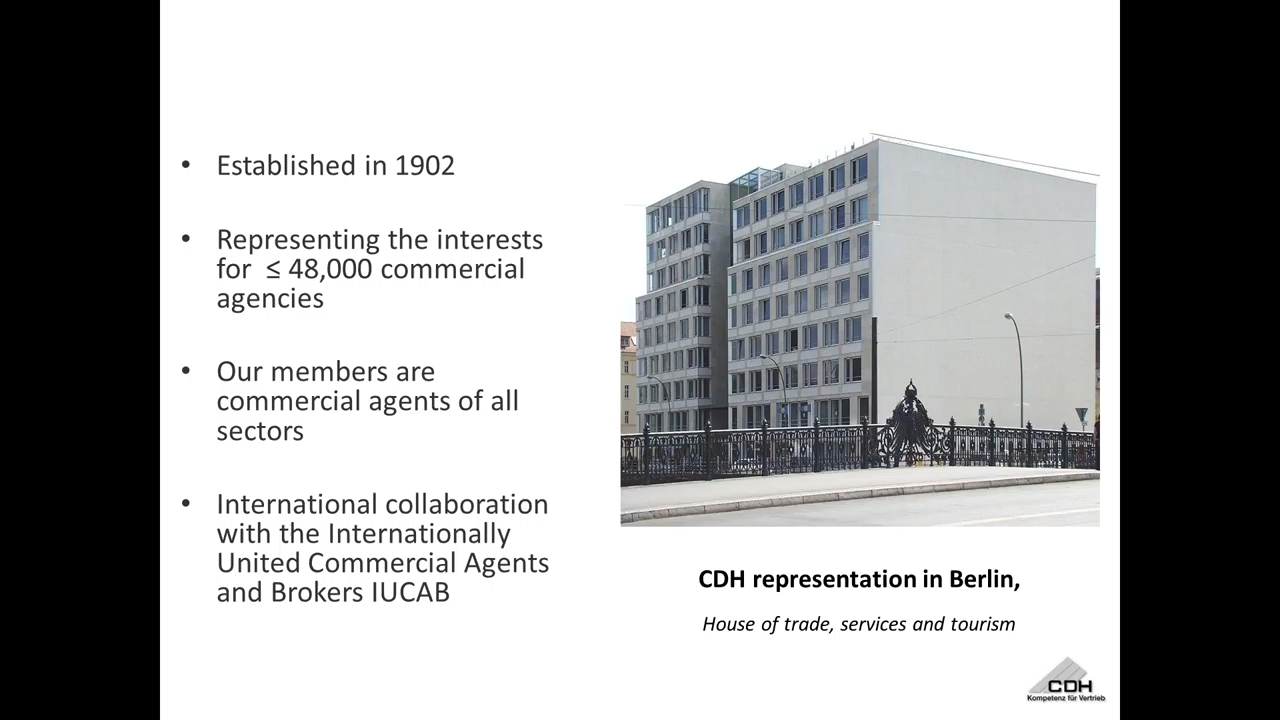 • Established in 1902
• Representing the interests
for ≤ 48,000 commercial
agencies
• Our members are
commercial agents of all
sectors
• International collaboration
with the Internationally
United Commercial Agents
and Brokers IUCAB
CDH representation in Berlin,
House of trade, services and tourism
CDH
Kompetenz für Vertrieb